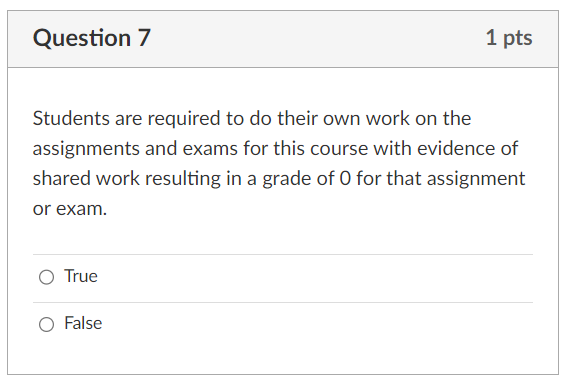 Question 7
1 pts
Students are required to do their own work on the
assignments and exams for this course with evidence of
shared work resulting in a grade of 0 for that assignment
or exam.
True
False